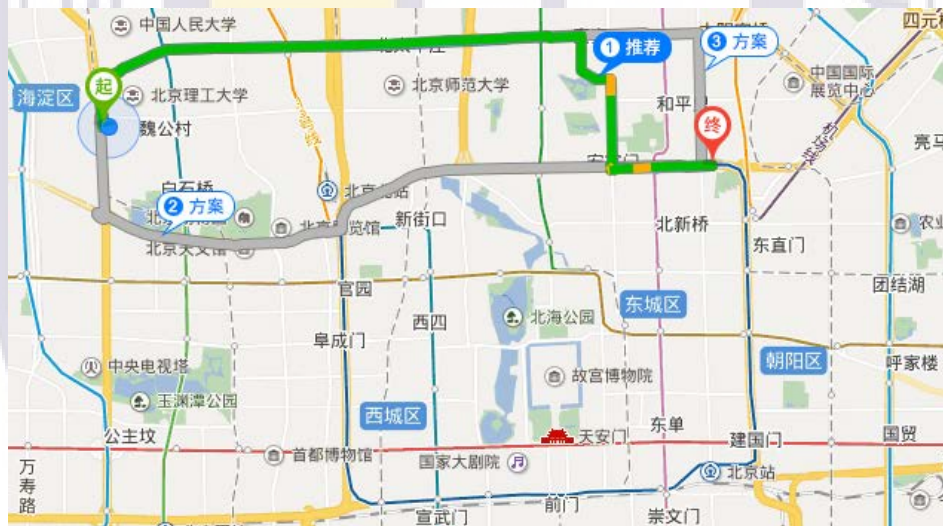 中国人民大学
四元
1 推荐
3 方案
中国国际
展览中心
海淀区
起
北京理工大学
北京师范大学
和平
机场线
魏公村
终
亮马
白石桥
2 方案
新街口
北新桥
农业
东直门
北京天文馆
官园
团结湖
西四
北海公园
东城区
阜成门
中央电视塔
故宫博物院
朝阳区
呼家楼
玉渊潭公园
西城区
公主坟
天安门
东单
建国门
国贸
首都博物馆
国家大剧院
北京站
万寿路
宣武门
前门
崇文门